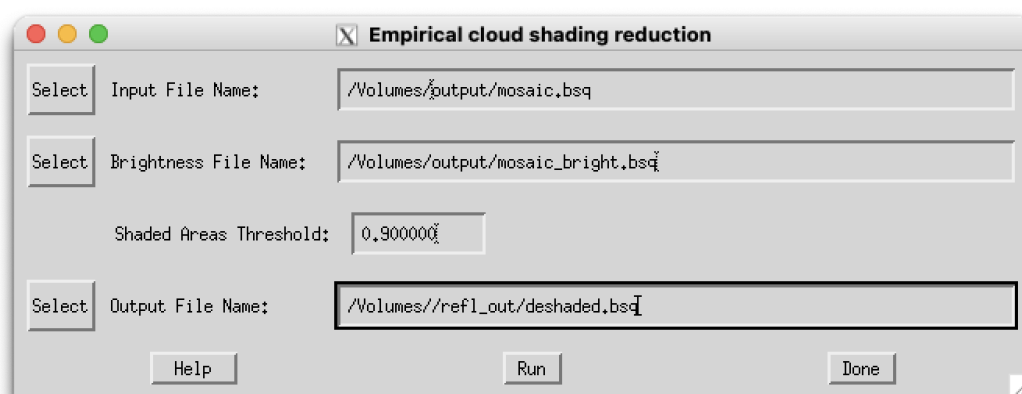 X Empirical cloud shading reduction
Select Input File Name: /Volumes/output/mosaic.bsq
Select Brightness File Name: /Volumes/output/mosaic_bright.bsq
Shaded Areas Threshold: 0.900000
Select Output File Name: /Volumes//refl_out/deshaded.bsq
Help Run Done